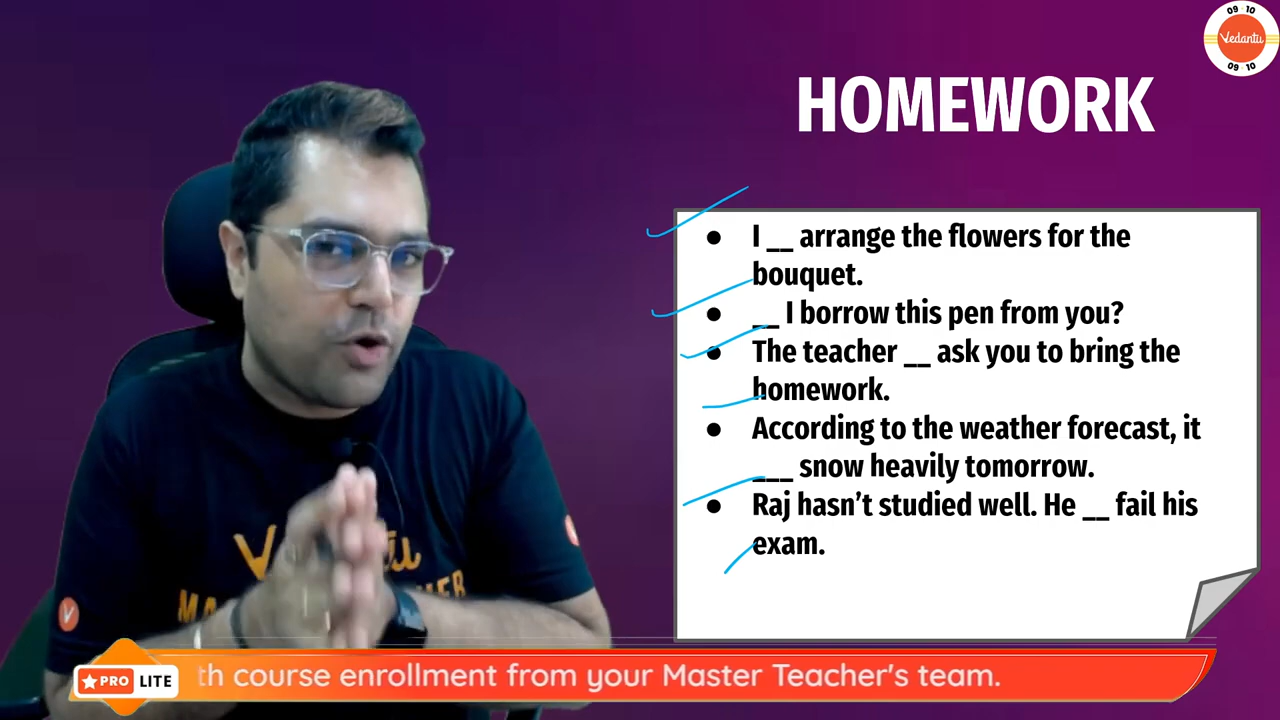 09 10
Vedantu
09 10
HOMEWORK
● I __ arrange the flowers for the
bouquet.
● __ I borrow this pen from you?
● The teacher __ ask you to bring the
homework.
● According to the weather forecast, it
___ snow heavily tomorrow.
● Raj hasn’t studied well. He __ fail his
exam.
PRO LITE
th course enrollment from your Master Teacher's team.